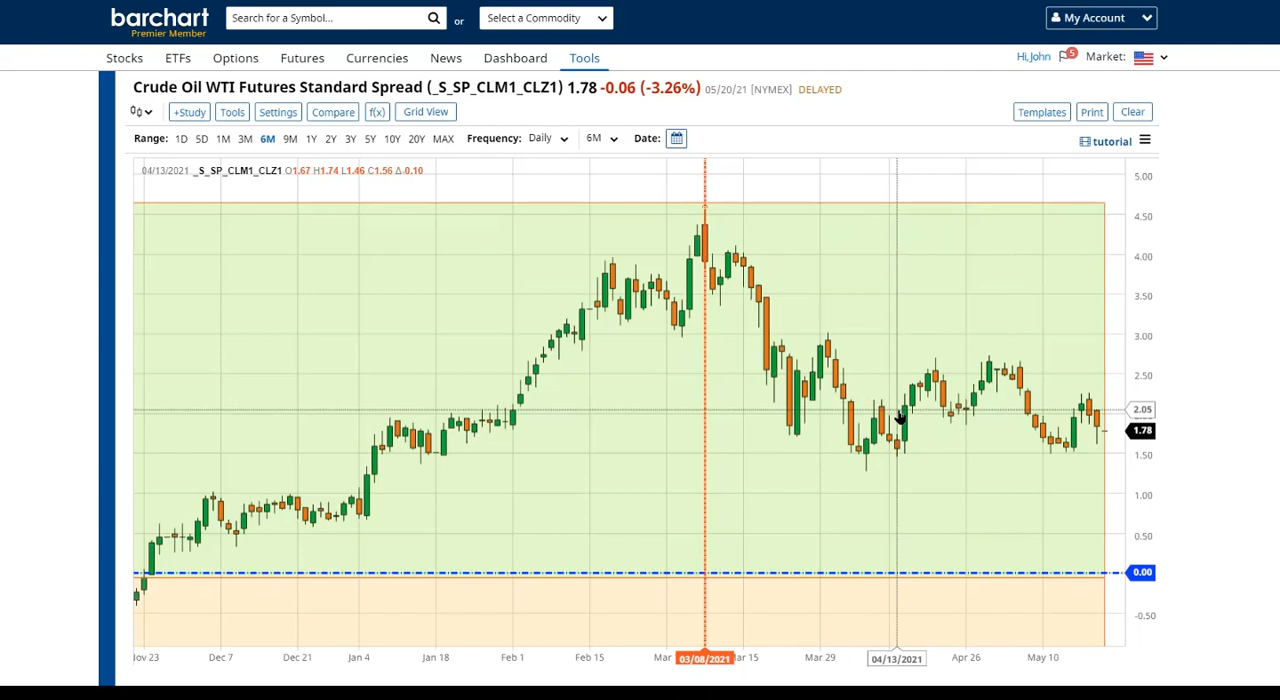 barchart
Premier Member
Search for a Symbol...
or
Select a Commodity
My Account
Stocks ETFs Options Futures Currencies News Dashboard Tools
Hi, John 5 Market:
Crude Oil WTI Futures Standard Spread (_S_SP_CLM1_CLZ1) 1.78 -0.06 (-3.26%) 05/20/21 [NYMEX] DELAYED
+Study Tools Settings Compare f(x) Grid View
Templates Print Clear
Range: 1D 5D 1M 3M 6M 9M 1Y 2Y 3Y 5Y 10Y 20Y MAX Frequency: Daily 6M Date:
tutorial
04/13/2021 _S_SP_CLM1_CLZ1 O1.67 H1.74 L1.46 C1.56 Δ-0.10
5.00
4.50
4.00
3.50
3.00
2.50
2.05
1.78
1.50
1.00
0.50
0.00
-0.50
Nov 23 Dec 7 Dec 21 Jan 4 Jan 18 Feb 1 Feb 15 Mar 03/08/2021 Mar 15 Mar 29 04/13/2021 Apr 26 May 10